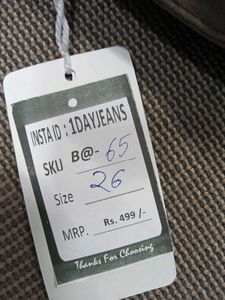 INSTA ID : 1DAYJEANS
SKU B@- 65
Size 26
MRP. Rs. 499 /-
Thanks For Choosing